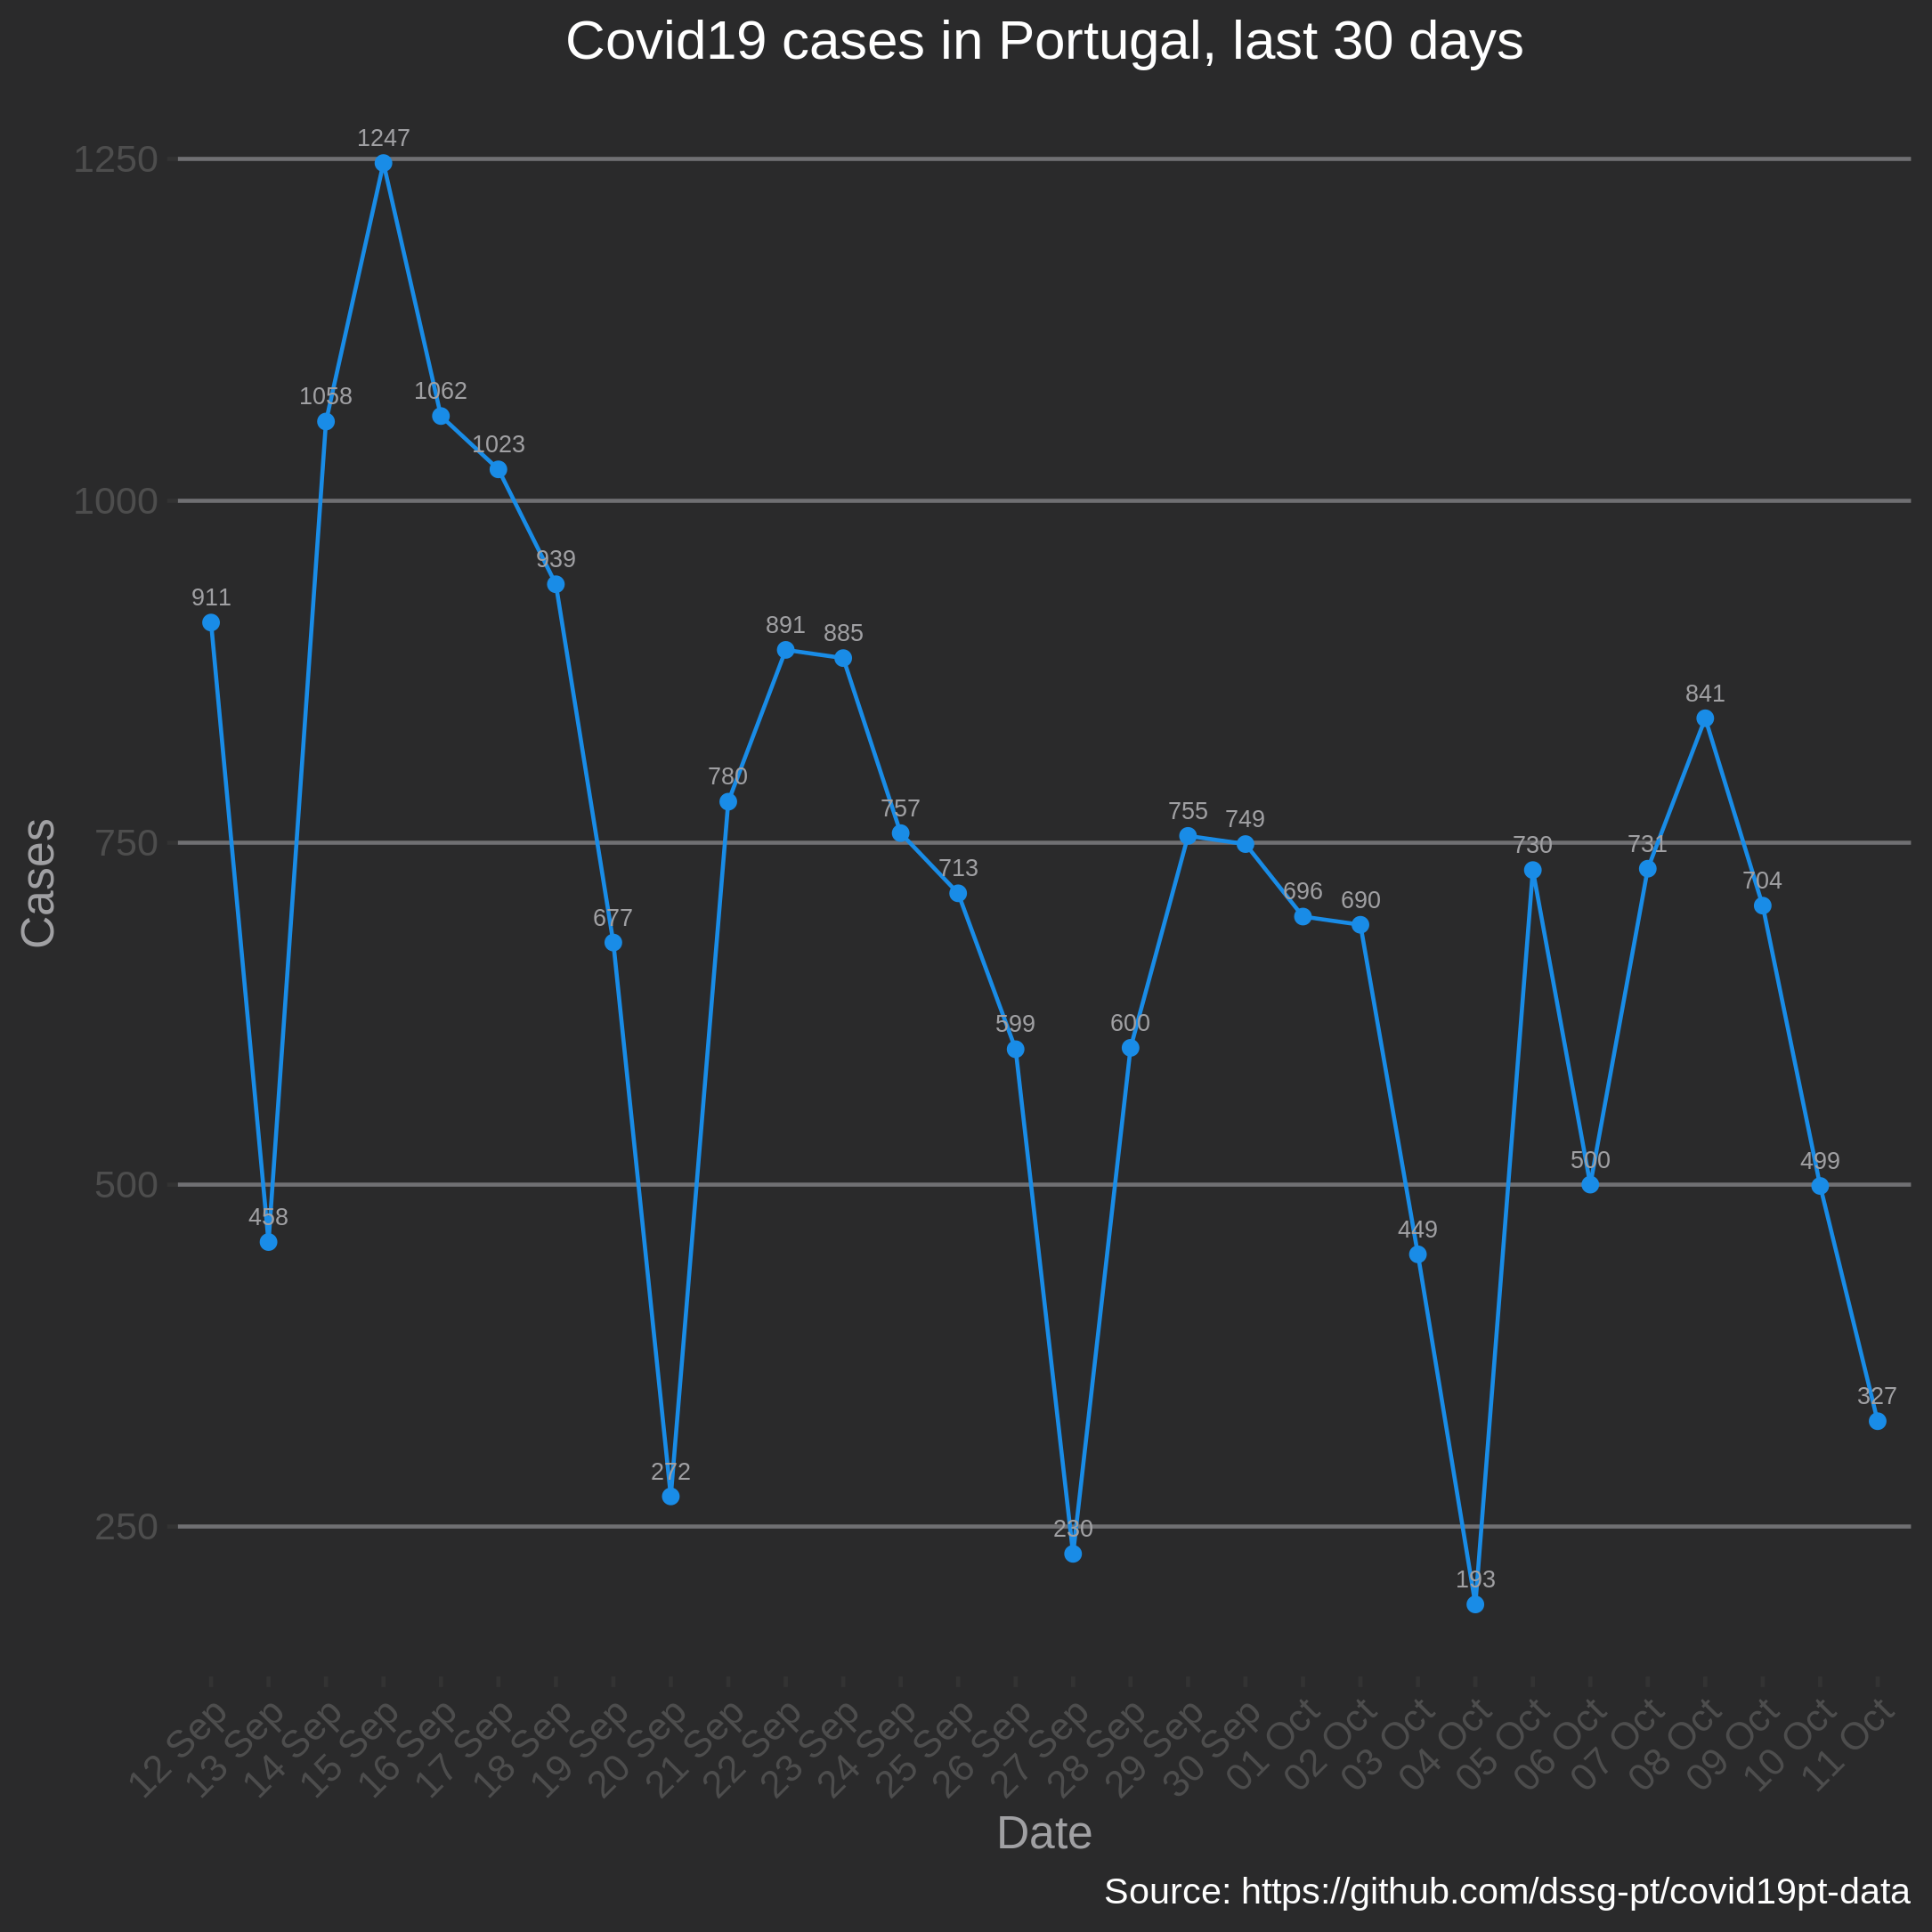 Covid19 cases in Portugal, last 30 days
1250
1000
750
500
250
Cases
911
458
1058
1247
1062
1023
939
677
272
780
891
885
757
713
599
230
600
755
749
696
690
449
193
730
500
731
841
704
499
327
12 Sep
13 Sep
14 Sep
15 Sep
16 Sep
17 Sep
18 Sep
19 Sep
20 Sep
21 Sep
22 Sep
23 Sep
24 Sep
25 Sep
26 Sep
27 Sep
28 Sep
29 Sep
30 Sep
01 Oct
02 Oct
03 Oct
04 Oct
05 Oct
06 Oct
07 Oct
08 Oct
09 Oct
10 Oct
11 Oct
Date
Source: https://github.com/dssg-pt/covid19pt-data